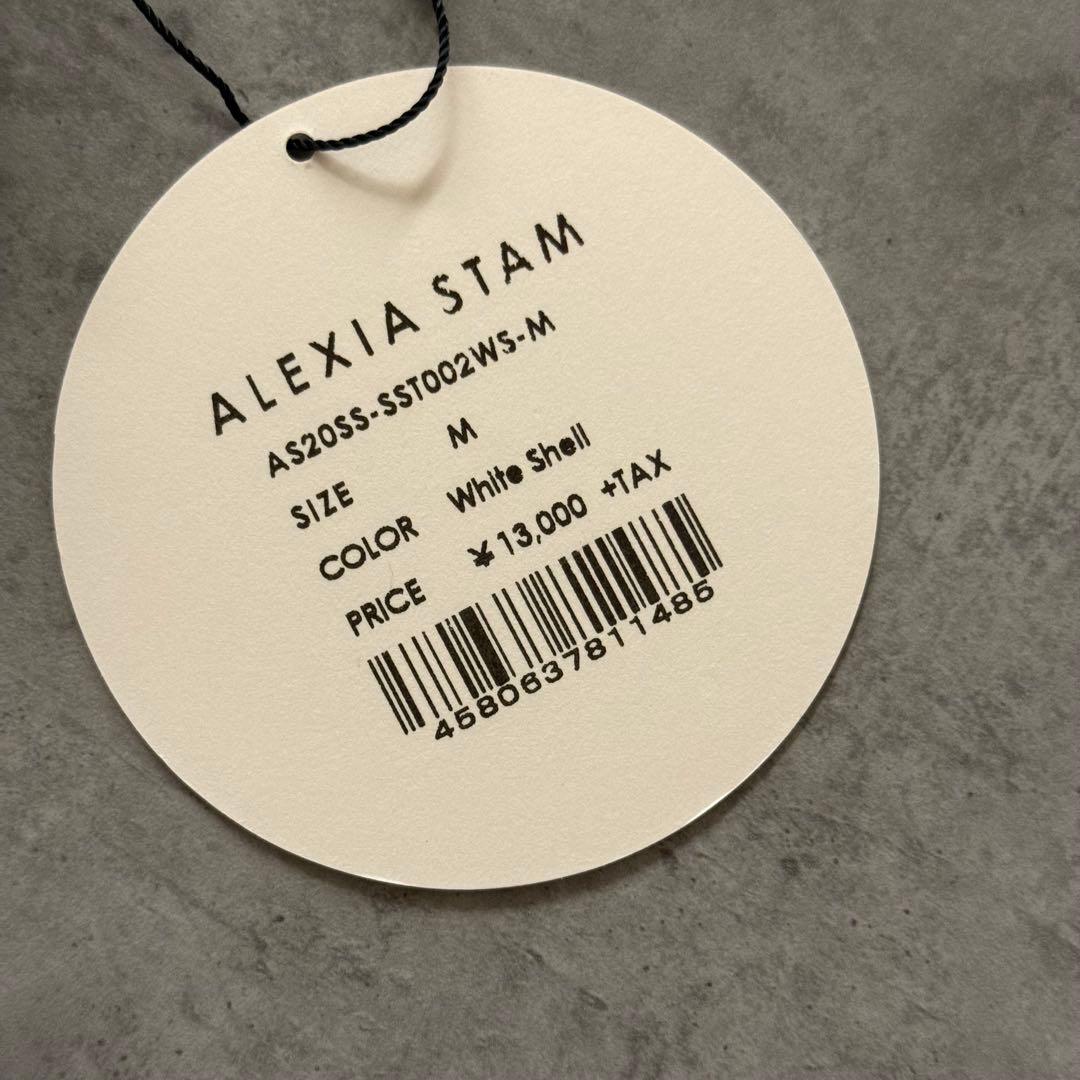 ALEXIA STAM
AS20SS-SST002WS-M
SIZE M
COLOR White Shell
PRICE ¥13,000 +TAX
4580637811485